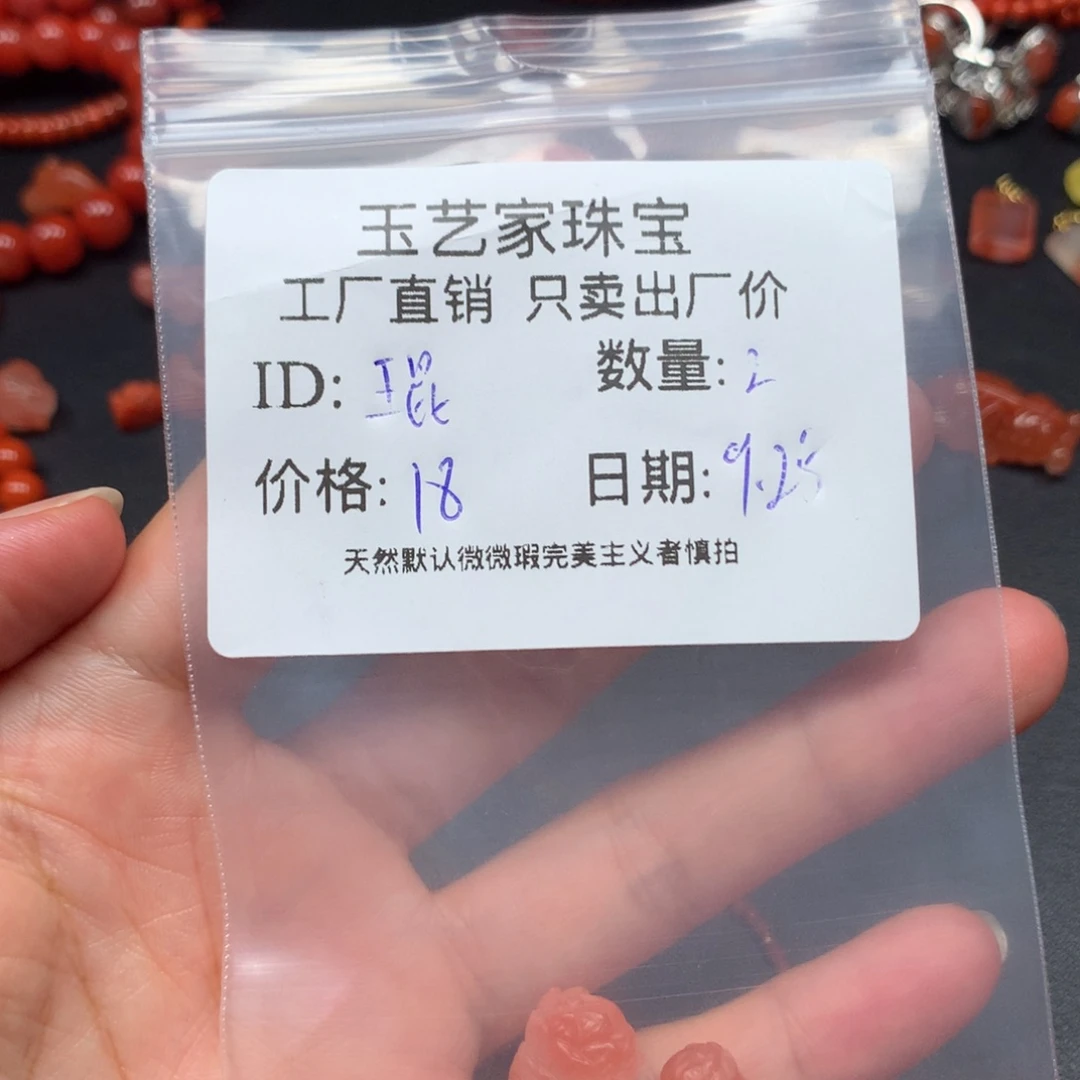 玉艺家珠宝
工厂直销 只卖出厂价
ID: 琨 数量: 2
价格: 18 日期: 9.25
天然默认微微瑕完美主义者慎拍